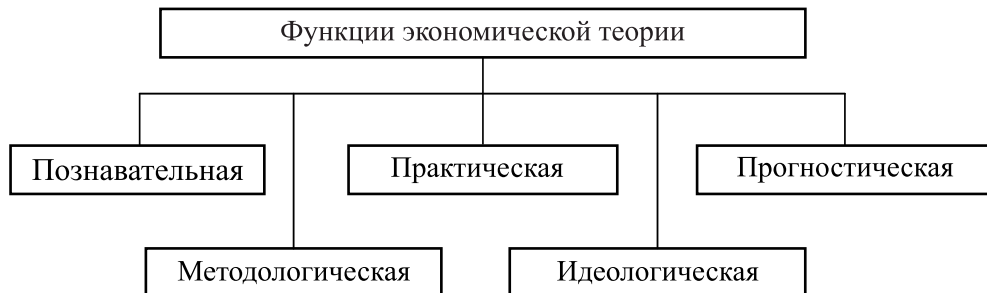 Функции экономической теории
Познавательная
Практическая
Прогностическая
Методологическая
Идеологическая